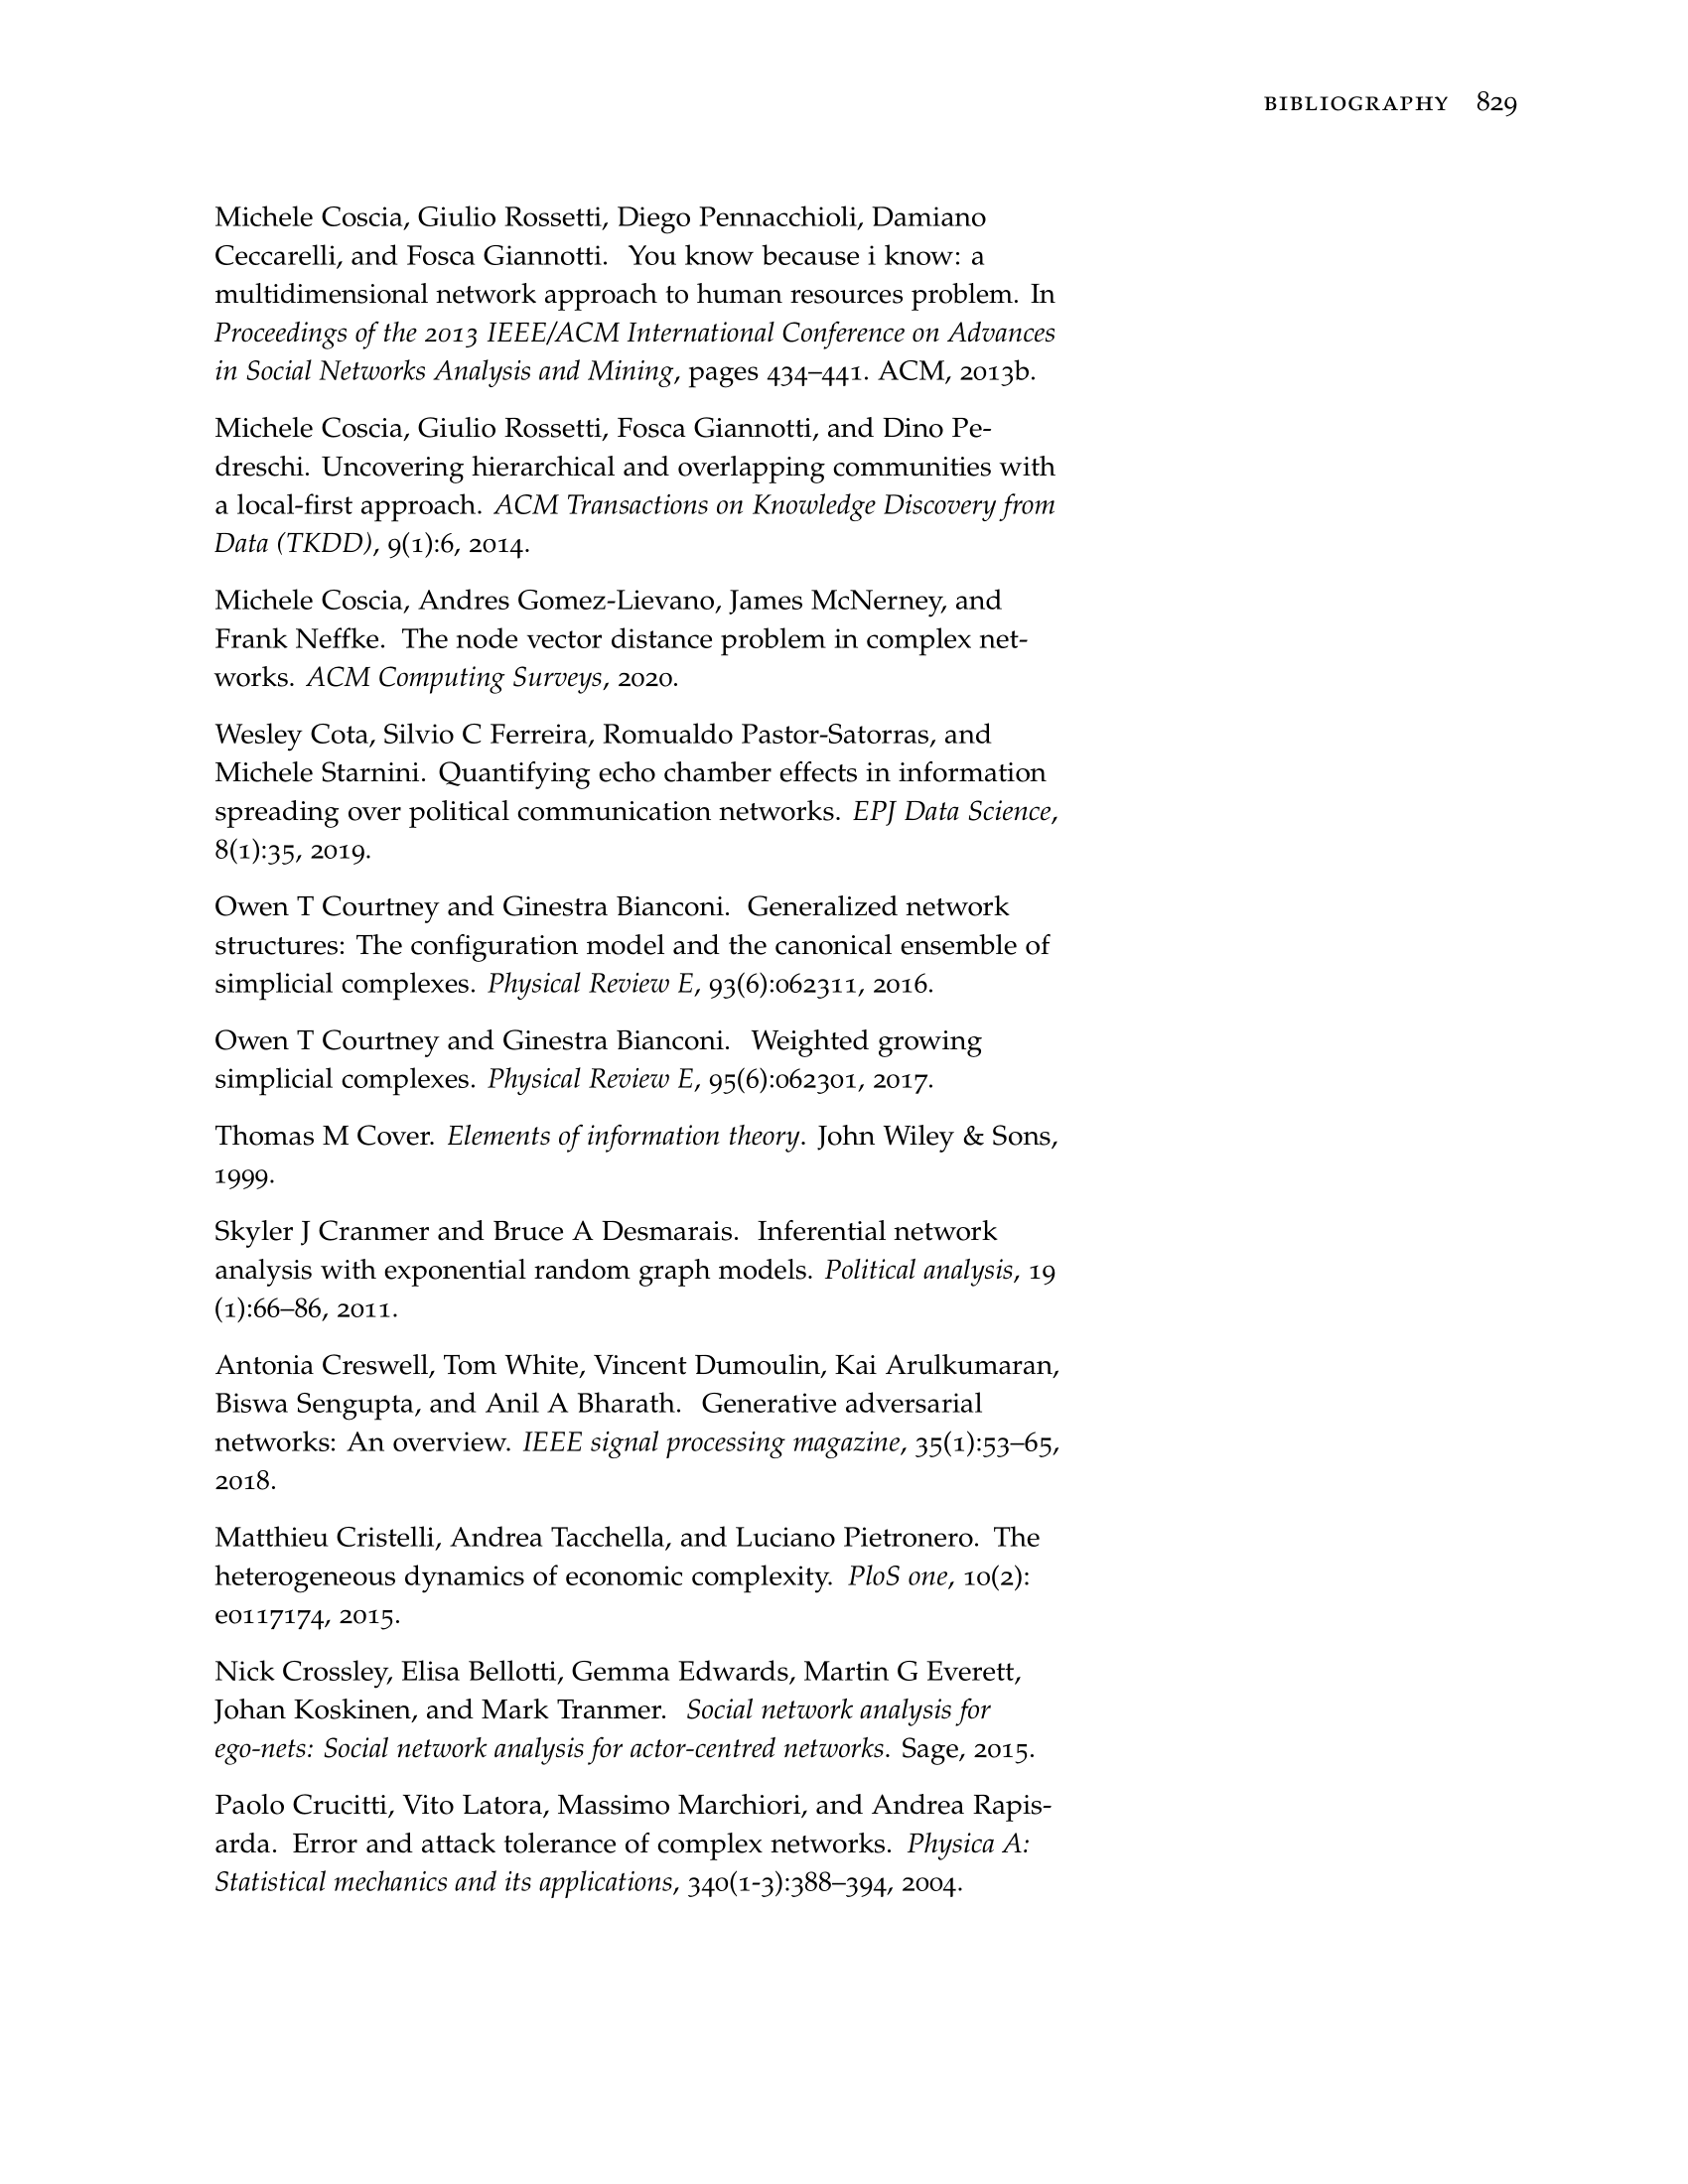 BIBLIOGRAPHY 829
Michele Coscia, Giulio Rossetti, Diego Pennacchioli, Damiano
Ceccarelli, and Fosca Giannotti. You know because i know: a
multidimensional network approach to human resources problem. In
Proceedings of the 2013 IEEE/ACM International Conference on Advances
in Social Networks Analysis and Mining, pages 434–441. ACM, 2013b.
Michele Coscia, Giulio Rossetti, Fosca Giannotti, and Dino Pe-
dreschi. Uncovering hierarchical and overlapping communities with
a local-first approach. ACM Transactions on Knowledge Discovery from
Data (TKDD), 9(1):6, 2014.
Michele Coscia, Andres Gomez-Lievano, James McNerney, and
Frank Neffke. The node vector distance problem in complex net-
works. ACM Computing Surveys, 2020.
Wesley Cota, Silvio C Ferreira, Romualdo Pastor-Satorras, and
Michele Starnini. Quantifying echo chamber effects in information
spreading over political communication networks. EPJ Data Science,
8(1):35, 2019.
Owen T Courtney and Ginestra Bianconi. Generalized network
structures: The configuration model and the canonical ensemble of
simplicial complexes. Physical Review E, 93(6):062311, 2016.
Owen T Courtney and Ginestra Bianconi. Weighted growing
simplicial complexes. Physical Review E, 95(6):062301, 2017.
Thomas M Cover. Elements of information theory. John Wiley & Sons,
1999.
Skyler J Cranmer and Bruce A Desmarais. Inferential network
analysis with exponential random graph models. Political analysis, 19
(1):66–86, 2011.
Antonia Creswell, Tom White, Vincent Dumoulin, Kai Arulkumaran,
Biswa Sengupta, and Anil A Bharath. Generative adversarial
networks: An overview. IEEE signal processing magazine, 35(1):53–65,
2018.
Matthieu Cristelli, Andrea Tacchella, and Luciano Pietronero. The
heterogeneous dynamics of economic complexity. PloS one, 10(2):
e0117174, 2015.
Nick Crossley, Elisa Bellotti, Gemma Edwards, Martin G Everett,
Johan Koskinen, and Mark Tranmer. Social network analysis for
ego-nets: Social network analysis for actor-centred networks. Sage, 2015.
Paolo Crucitti, Vito Latora, Massimo Marchiori, and Andrea Rapis-
arda. Error and attack tolerance of complex networks. Physica A:
Statistical mechanics and its applications, 340(1-3):388–394, 2004.